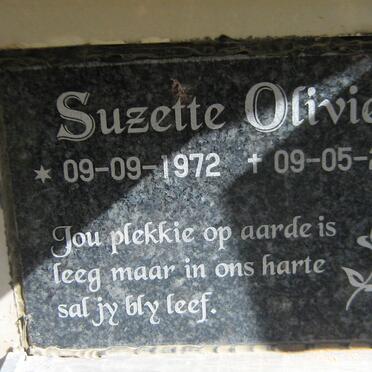 Suzette Olivie
* 09-09-1972 † 09-05-2
Jou plekkie op aarde is
leeg maar in ons harte
sal jy bly leef.